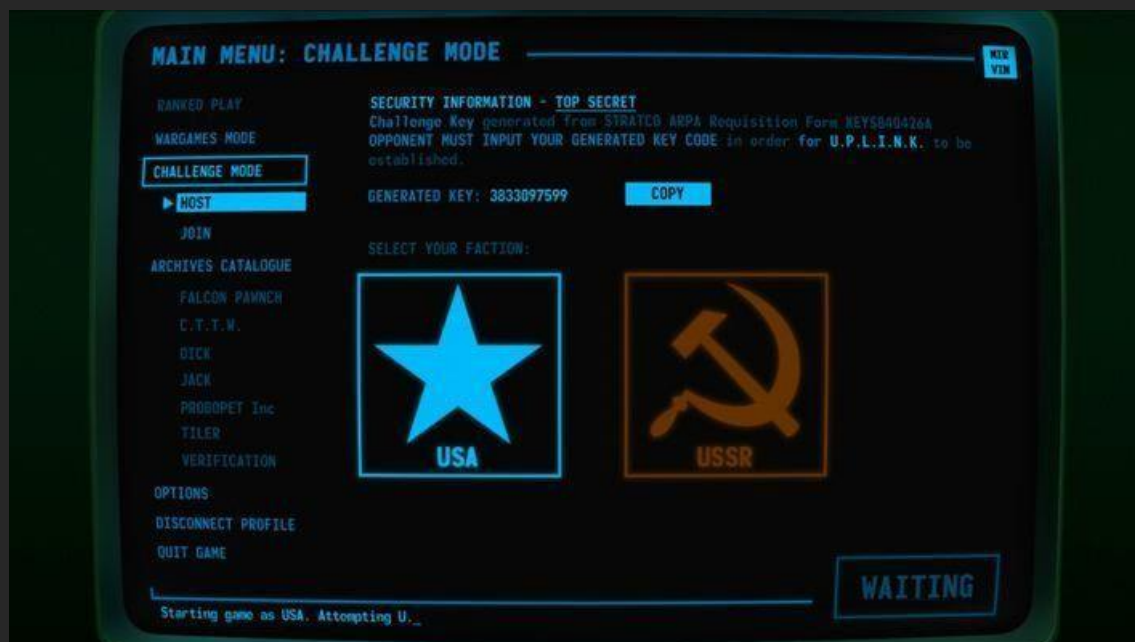 MAIN MENU: CHALLENGE MODE
MTR
VIM
RANKED PLAY
WARGAMES MODE
CHALLENGE MODE
HOST
JOIN
ARCHIVES CATALOGUE
FALCON PAWNCH
C.T.T.W.
DICK
JACK
PROBOPET Inc
TILER
VERIFICATION
OPTIONS
DISCONNECT PROFILE
QUIT GAME
SECURITY INFORMATION - TOP SECRET
Challenge Key generated from STRATCO ARPA Requisition Form
OPPONENT MUST INPUT YOUR GENERATED KEY CODE in order for U.P.L.I.N.K. to be
established.
GENERATED KEY: 3833097599
COPY
SELECT YOUR FACTION:
USA
USSR
WAITING
Starting game as USA. Attempting U._